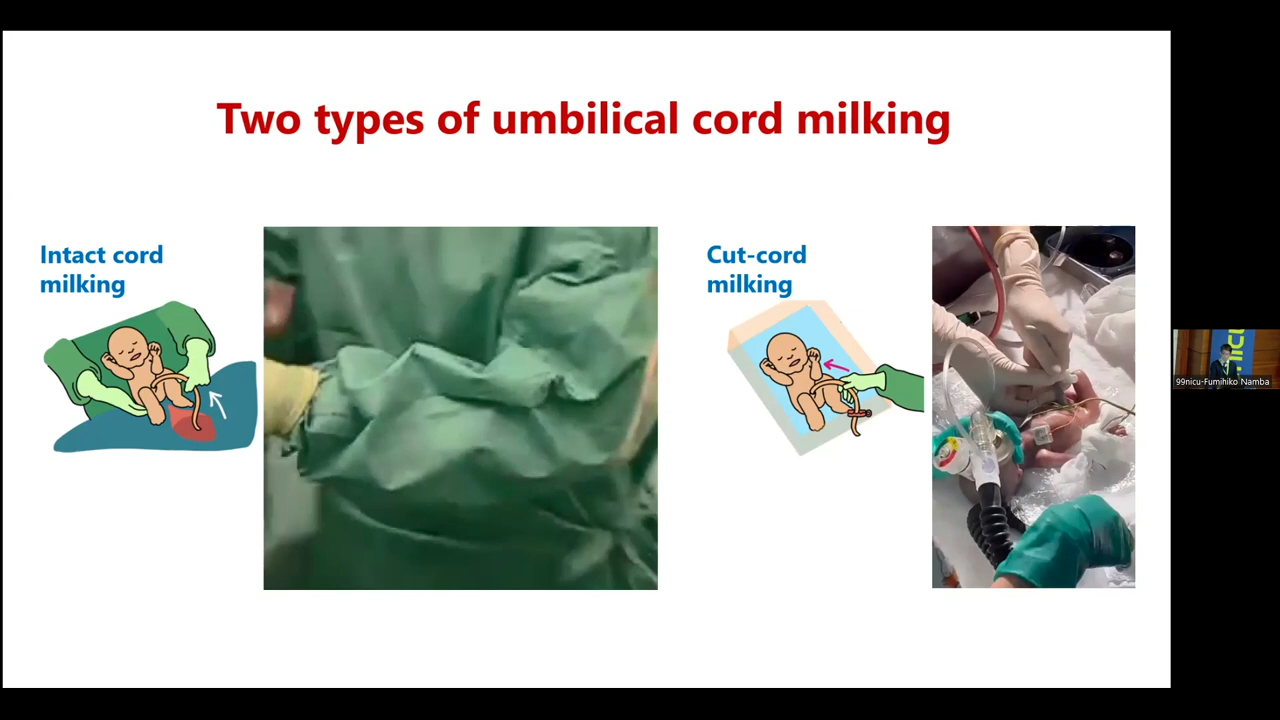 Two types of umbilical cord milking
Intact cord
milking
Cut-cord
milking
99nicu-Fumihiko Namba